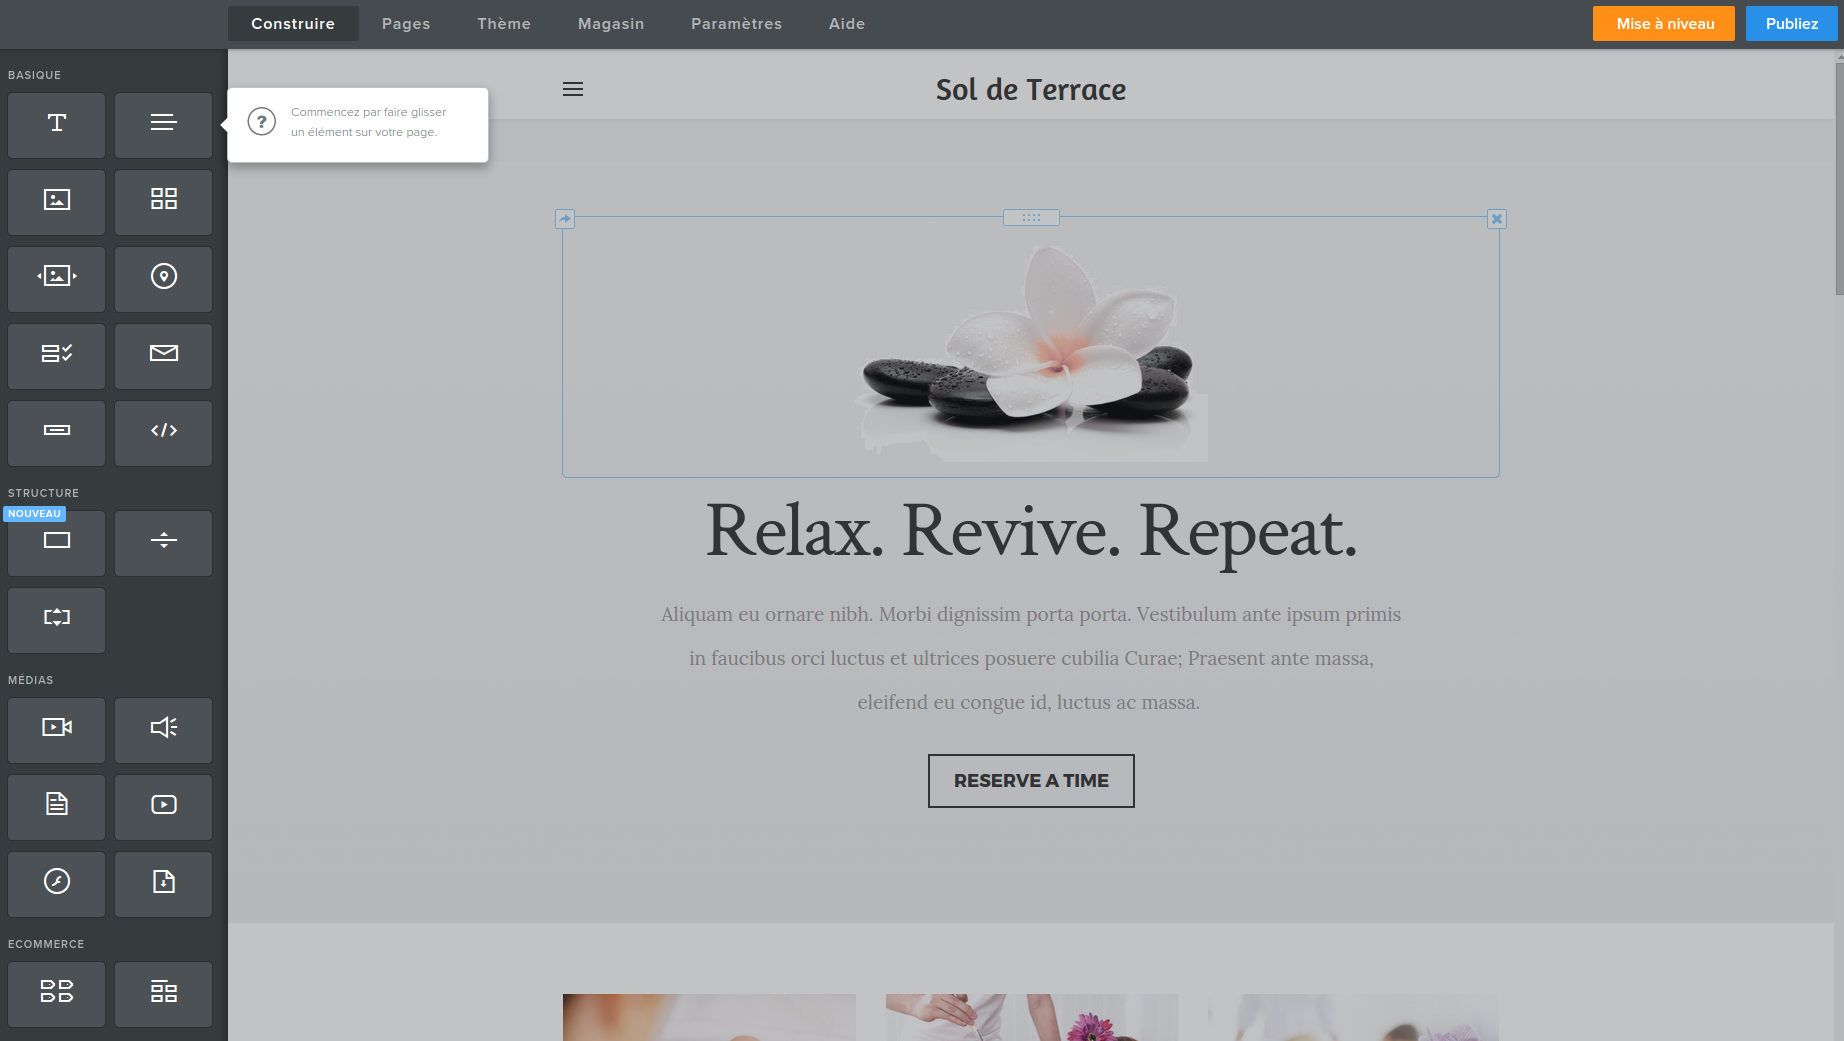 Construire
Pages
Thème
Magasin
Paramètres
Aide
Mise à niveau
Publiez
BASIQUE
Commencez par faire glisser
un élément sur votre page.
STRUCTURE
NOUVEAU
MÉDIAS
ECOMMERCE
Sol de Terrace
Relax. Revive. Repeat.
Aliquam eu ornare nibh. Morbi dignissim porta porta. Vestibulum ante ipsum primis
in faucibus orci luctus et ultrices posuere cubilia Curae; Praesent ante massa,
eleifend eu congue id, luctus ac massa.
RESERVE A TIME